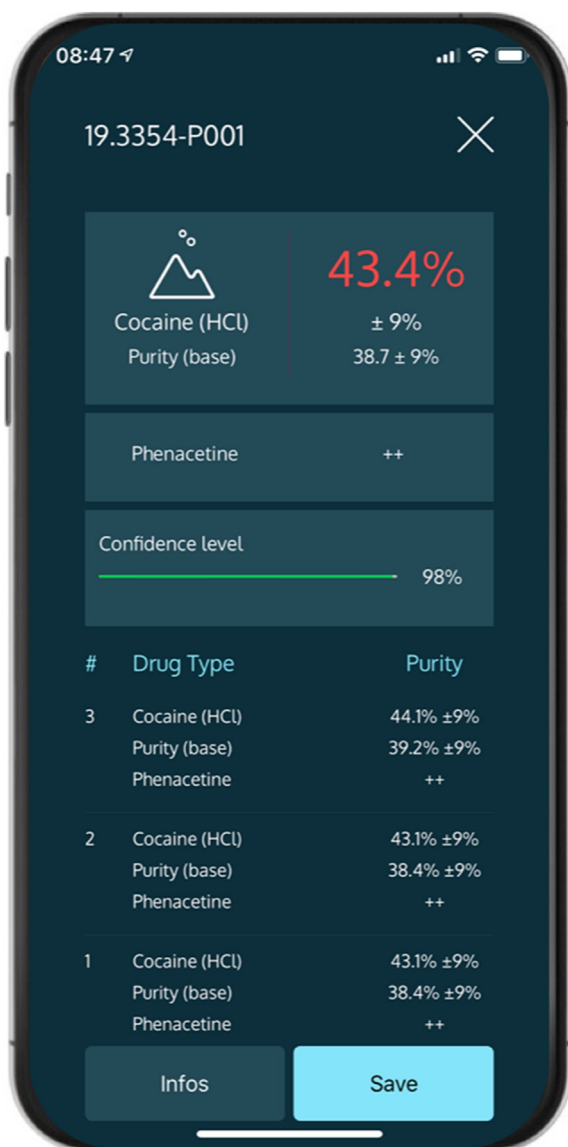 08:47
19.3354-P001
Cocaine (HCl) 43.4%
± 9%
Purity (base) 38.7 ± 9%
Phenacetine ++
Confidence level
98%
# Drug Type Purity
3 Cocaine (HCl) 44.1% ±9%
Purity (base) 39.2% ±9%
Phenacetine ++
2 Cocaine (HCl) 43.1% ±9%
Purity (base) 38.4% ±9%
Phenacetine ++
1 Cocaine (HCl) 43.1% ±9%
Purity (base) 38.4% ±9%
Phenacetine ++
Infos Save